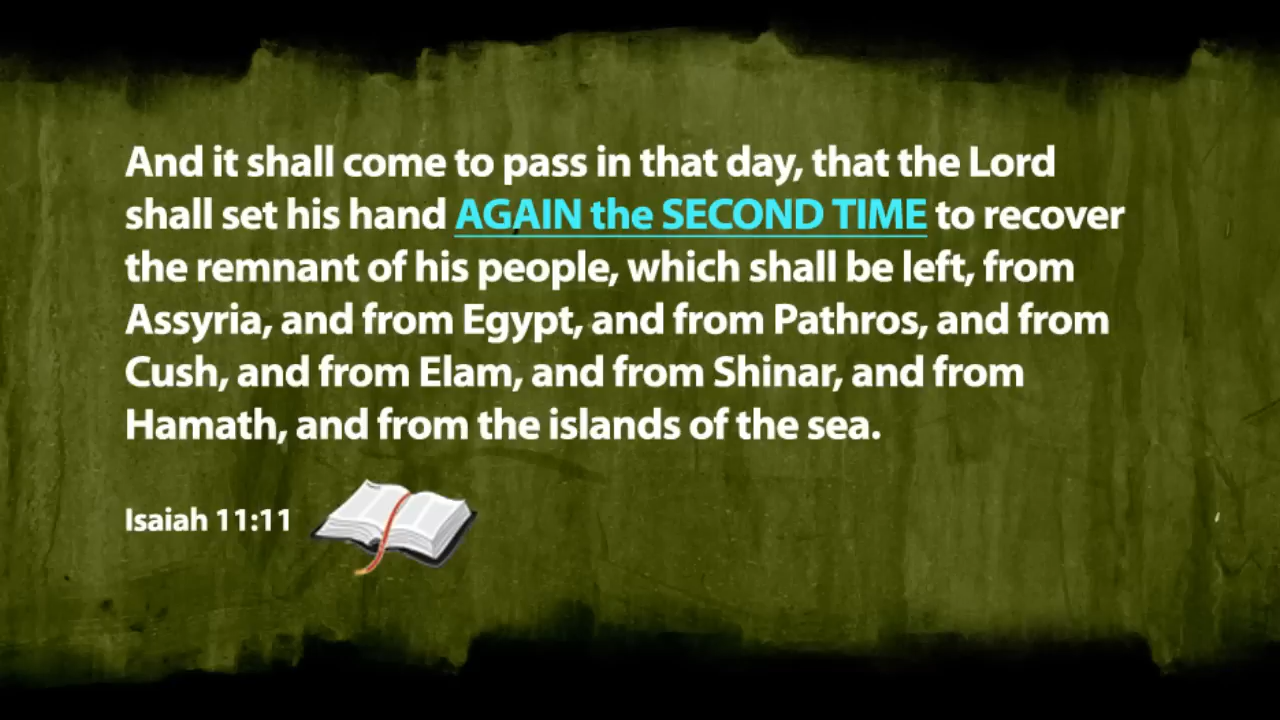 And it shall come to pass in that day, that the Lord
shall set his hand AGAIN the SECOND TIME to recover
the remnant of his people, which shall be left, from
Assyria, and from Egypt, and from Pathros, and from
Cush, and from Elam, and from Shinar, and from
Hamath, and from the islands of the sea.
Isaiah 11:11